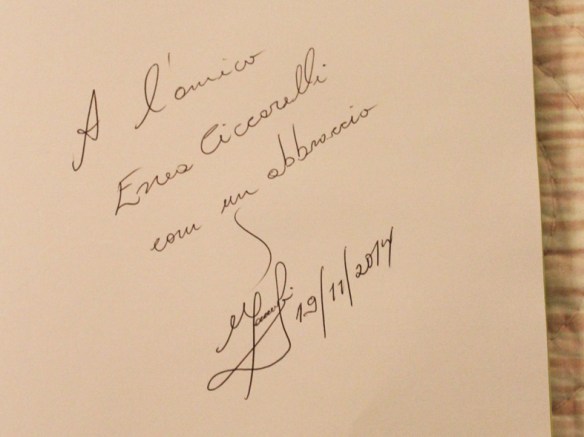 A l'amico
Enea Ciccarelli
con un abbraccio
19/11/2014